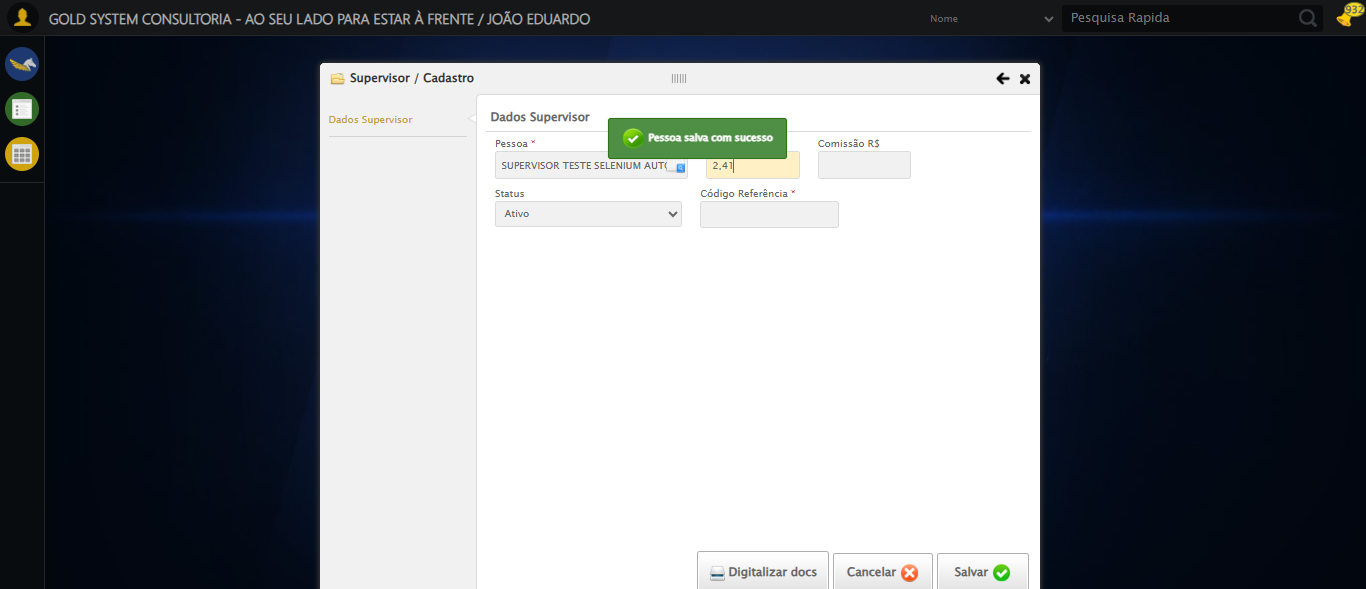 GOLD SYSTEM CONSULTORIA - AO SEU LADO PARA ESTAR À FRENTE / JOÃO EDUARDO
Nome
Pesquisa Rapida
932
Supervisor / Cadastro
Dados Supervisor
Dados Supervisor
Pessoa salva com sucesso
Pessoa *
Comissão R$
SUPERVISOR TESTE SELENIUM AUTO
2,41
Status
Código Referência *
Ativo
Digitalizar docs
Cancelar
Salvar